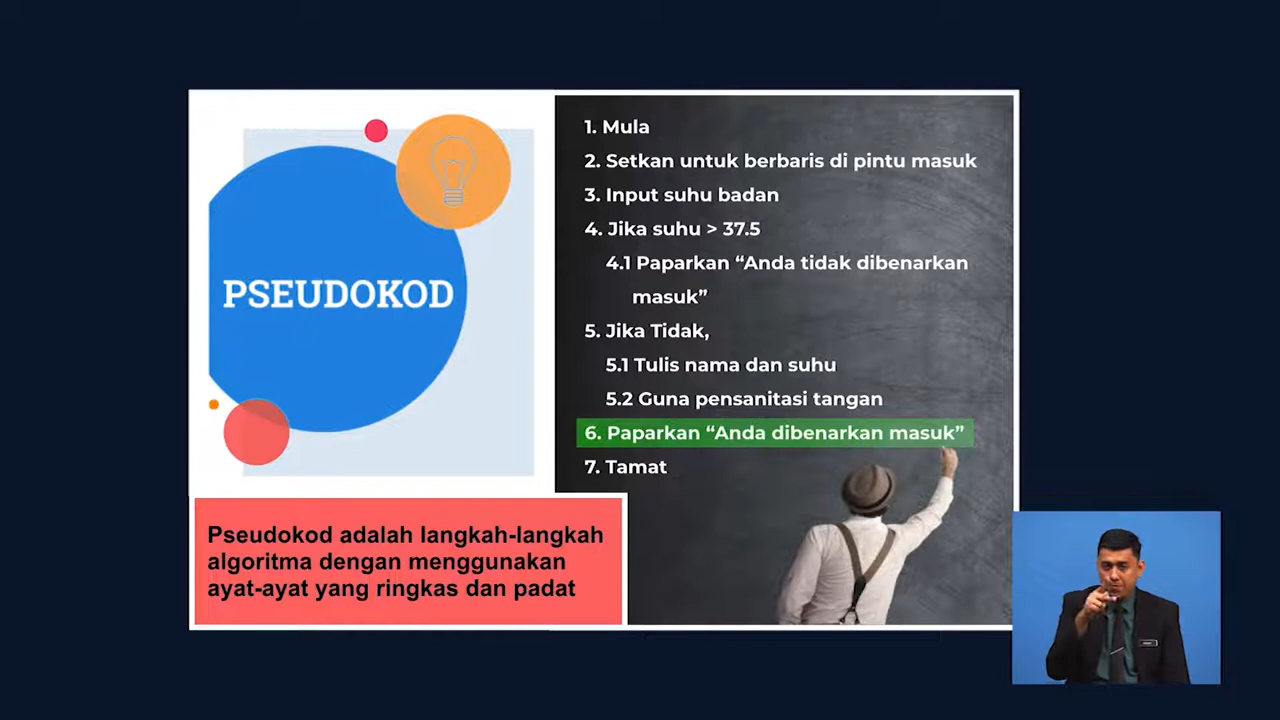 PSEUDOKOD
1. Mula
2. Setkan untuk berbaris di pintu masuk
3. Input suhu badan
4. Jika suhu > 37.5
4.1 Paparkan “Anda tidak dibenarkan
masuk”
5. Jika Tidak,
5.1 Tulis nama dan suhu
5.2 Guna pensanitasi tangan
6. Paparkan “Anda dibenarkan masuk”
7. Tamat
Pseudokod adalah langkah-langkah
algoritma dengan menggunakan
ayat-ayat yang ringkas dan padat